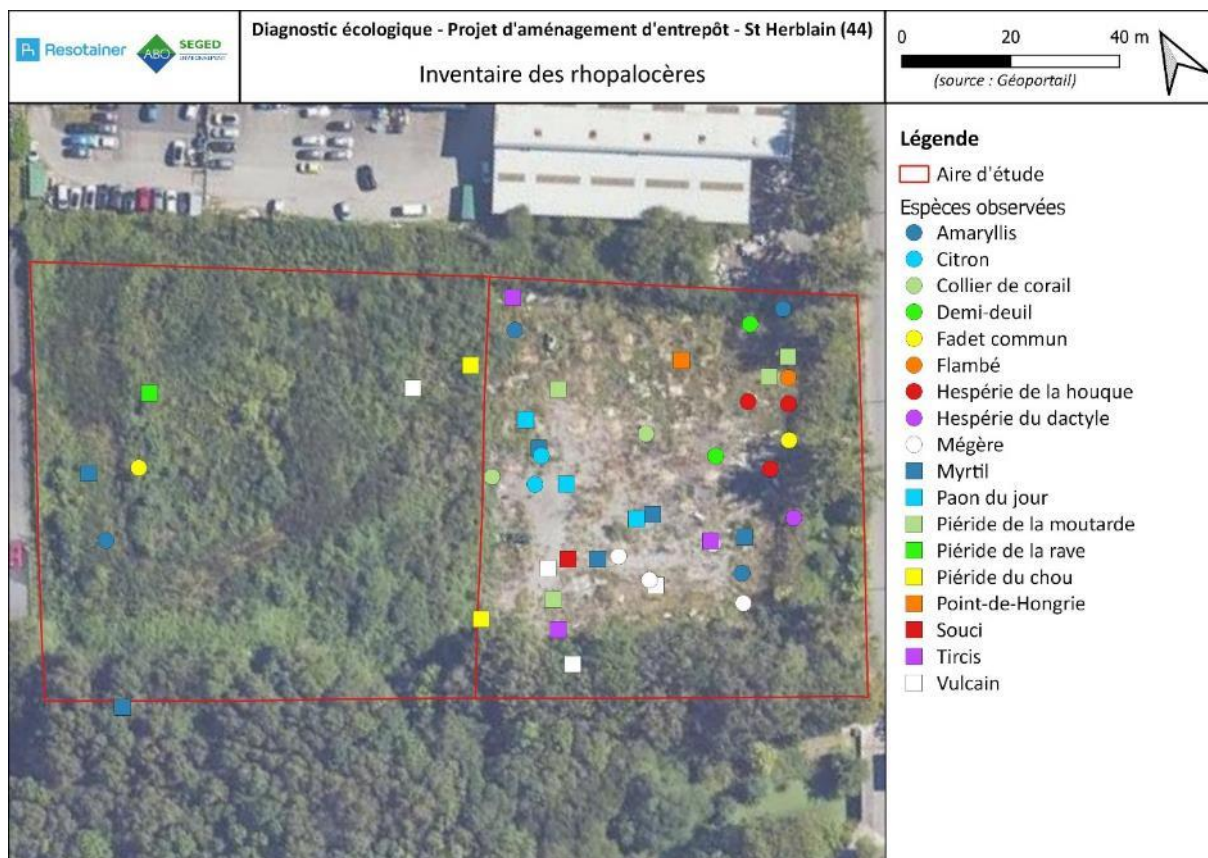 Resotainer
ABO
SEGED
ENVIRONNEMENT
Diagnostic écologique - Projet d'aménagement d'entrepôt - St Herblain (44)
Inventaire des rhopalocères
0 20 40 m
(source : Géoportail)
Légende
Aire d'étude
Espèces observées
Amaryllis
Citron
Collier de corail
Demi-deuil
Fadet commun
Flambé
Hespérie de la houque
Hespérie du dactyle
Mégère
Myrtil
Paon du jour
Piéride de la moutarde
Piéride de la rave
Piéride du chou
Point-de-Hongrie
Souci
Tircis
Vulcain